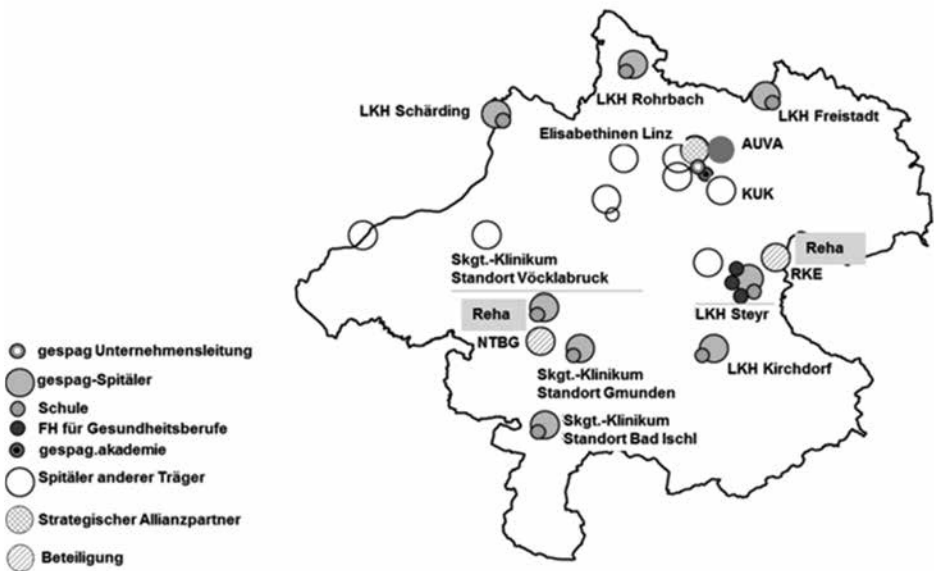 LKH Rohrbach
LKH Schärding
LKH Freistadt
Elisabethinen Linz
AUVA
KUK
Reha
RKE
Skgt.-Klinikum
Standort Vöcklabruck
LKH Steyr
Reha
NTBG
LKH Kirchdorf
Skgt.-Klinikum
Standort Gmunden
Skgt.-Klinikum
Standort Bad Ischl
gespag Unternehmensleitung
gespag-Spitäler
Schule
FH für Gesundheitsberufe
gespag.akademie
Spitäler anderer Träger
Strategischer Allianzpartner
Beteiligung